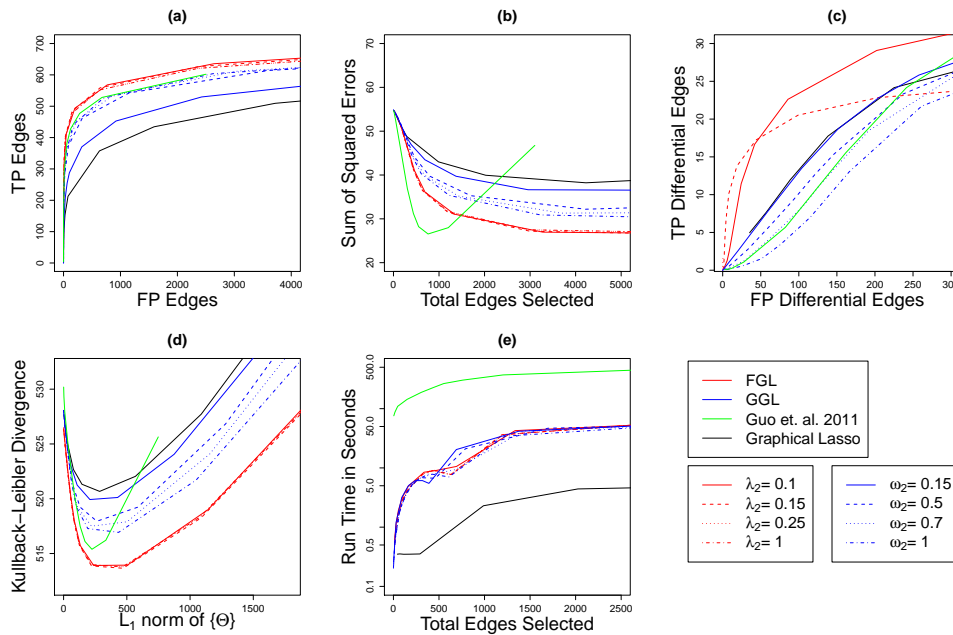 (a)
TP Edges
0 100 200 300 400 500 600 700
0 1000 2000 3000 4000
FP Edges
(b)
Sum of Squared Errors
20 30 40 50 60 70
0 1000 2000 3000 4000 5000
Total Edges Selected
(c)
TP Differential Edges
0 5 10 15 20 25 30
0 50 100 150 200 250 300
FP Differential Edges
(d)
Kullback−Leibler Divergence
515 520 525 530
0 500 1000 1500
L₁ norm of {Θ}
(e)
Run Time in Seconds
0.1 0.5 5.0 50.0 500.0
0 500 1000 1500 2000 2500
Total Edges Selected
FGL
GGL
Guo et. al. 2011
Graphical Lasso
λ₂= 0.1
λ₂= 0.15
λ₂= 0.25
λ₂= 1
ω₂= 0.15
ω₂= 0.5
ω₂= 0.7
ω₂= 1